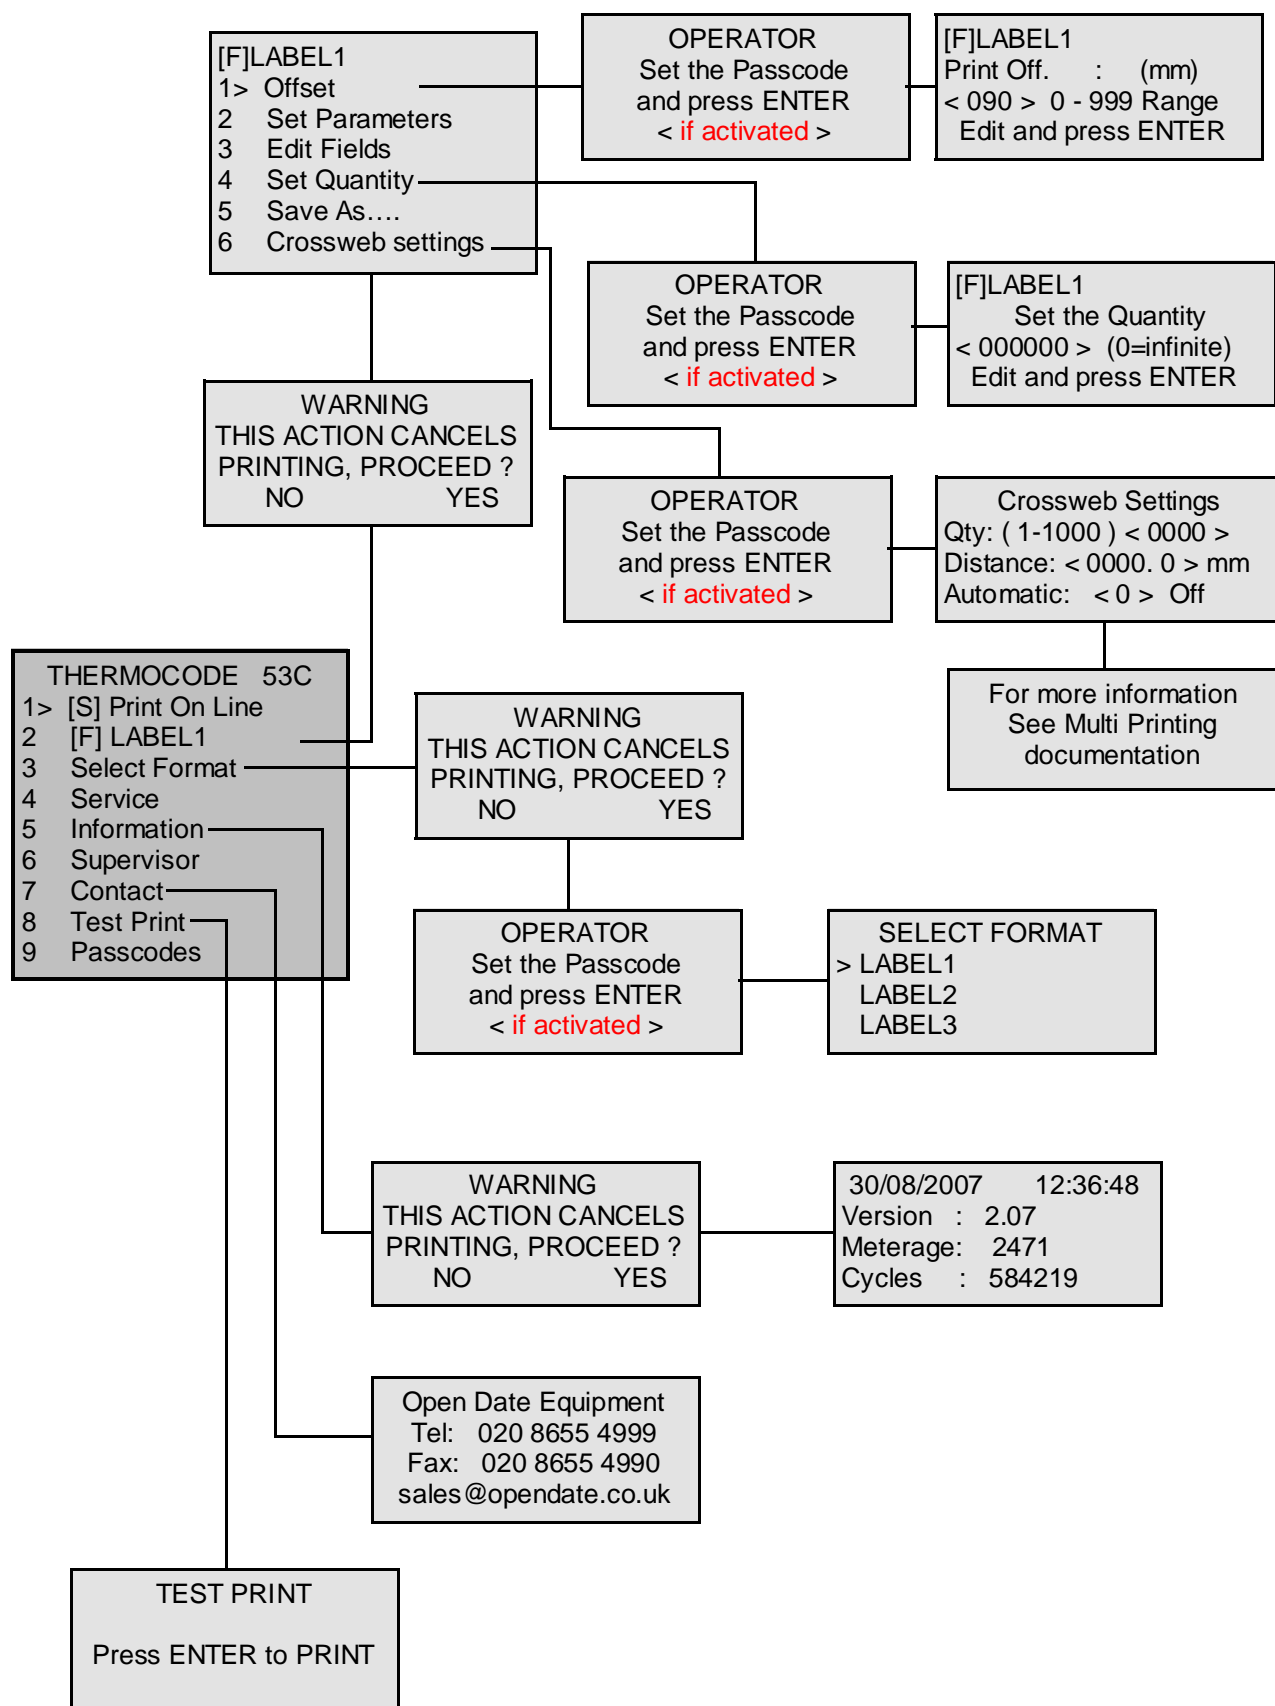 [F]LABEL1
1> Offset
2 Set Parameters
3 Edit Fields
4 Set Quantity
5 Save As....
6 Crossweb settings
OPERATOR
Set the Passcode
and press ENTER
< if activated >
[F]LABEL1
Print Off. : (mm)
< 090 > 0 - 999 Range
Edit and press ENTER
OPERATOR
Set the Passcode
and press ENTER
< if activated >
[F]LABEL1
Set the Quantity
< 000000 > (0=infinite)
Edit and press ENTER
WARNING
THIS ACTION CANCELS
PRINTING, PROCEED ?
NO YES
OPERATOR
Set the Passcode
and press ENTER
< if activated >
Crossweb Settings
Qty: ( 1-1000 ) < 0000 >
Distance: < 0000. 0 > mm
Automatic: < 0 > Off
For more information
See Multi Printing
documentation
THERMOCODE 53C
1> [S] Print On Line
2 [F] LABEL1
3 Select Format
4 Service
5 Information
6 Supervisor
7 Contact
8 Test Print
9 Passcodes
WARNING
THIS ACTION CANCELS
PRINTING, PROCEED ?
NO YES
OPERATOR
Set the Passcode
and press ENTER
< if activated >
SELECT FORMAT
> LABEL1
LABEL2
LABEL3
WARNING
THIS ACTION CANCELS
PRINTING, PROCEED ?
NO YES
30/08/2007 12:36:48
Version : 2.07
Meterage: 2471
Cycles : 584219
Open Date Equipment
Tel: 020 8655 4999
Fax: 020 8655 4990
sales@opendate.co.uk
TEST PRINT
Press ENTER to PRINT